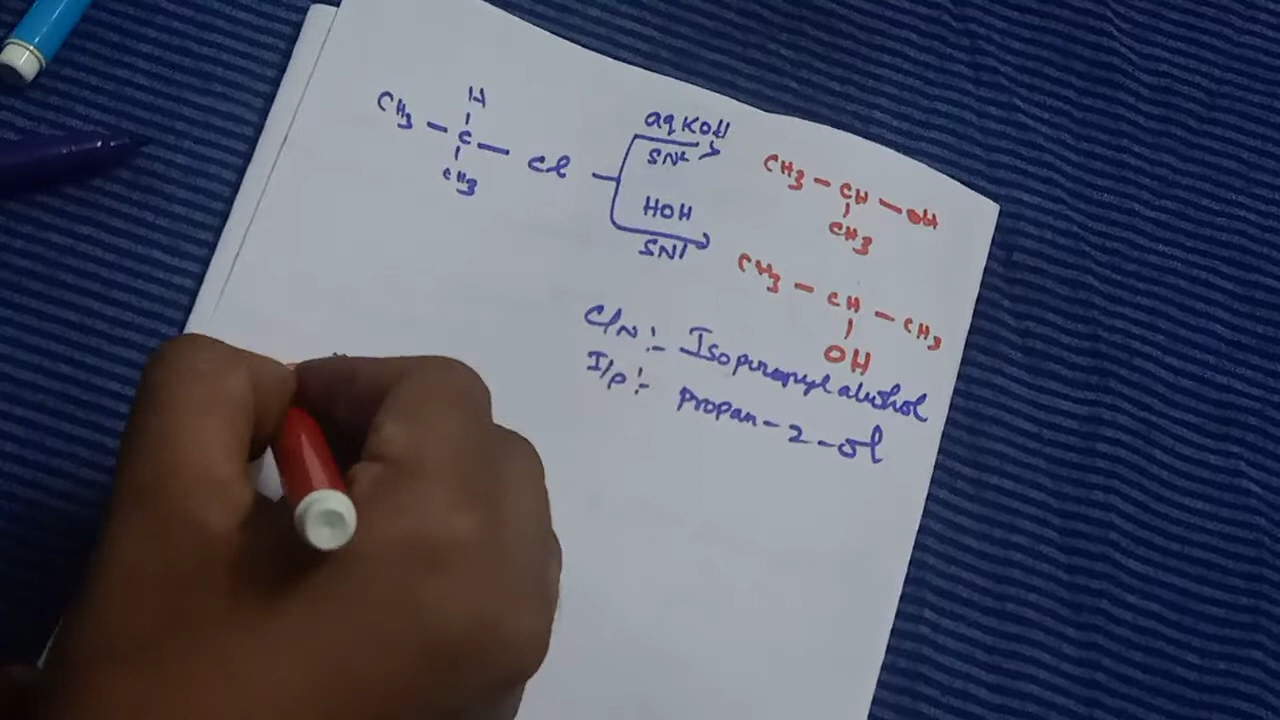 H
CH3 – C – Cl
CH3
aq KOH
SN2
CH3 – CH – OH
CH3
HOH
SN1
CH3 – CH – CH3
OH
C/N :- Isopropyl alcohol
I/P :- Propan-2-ol